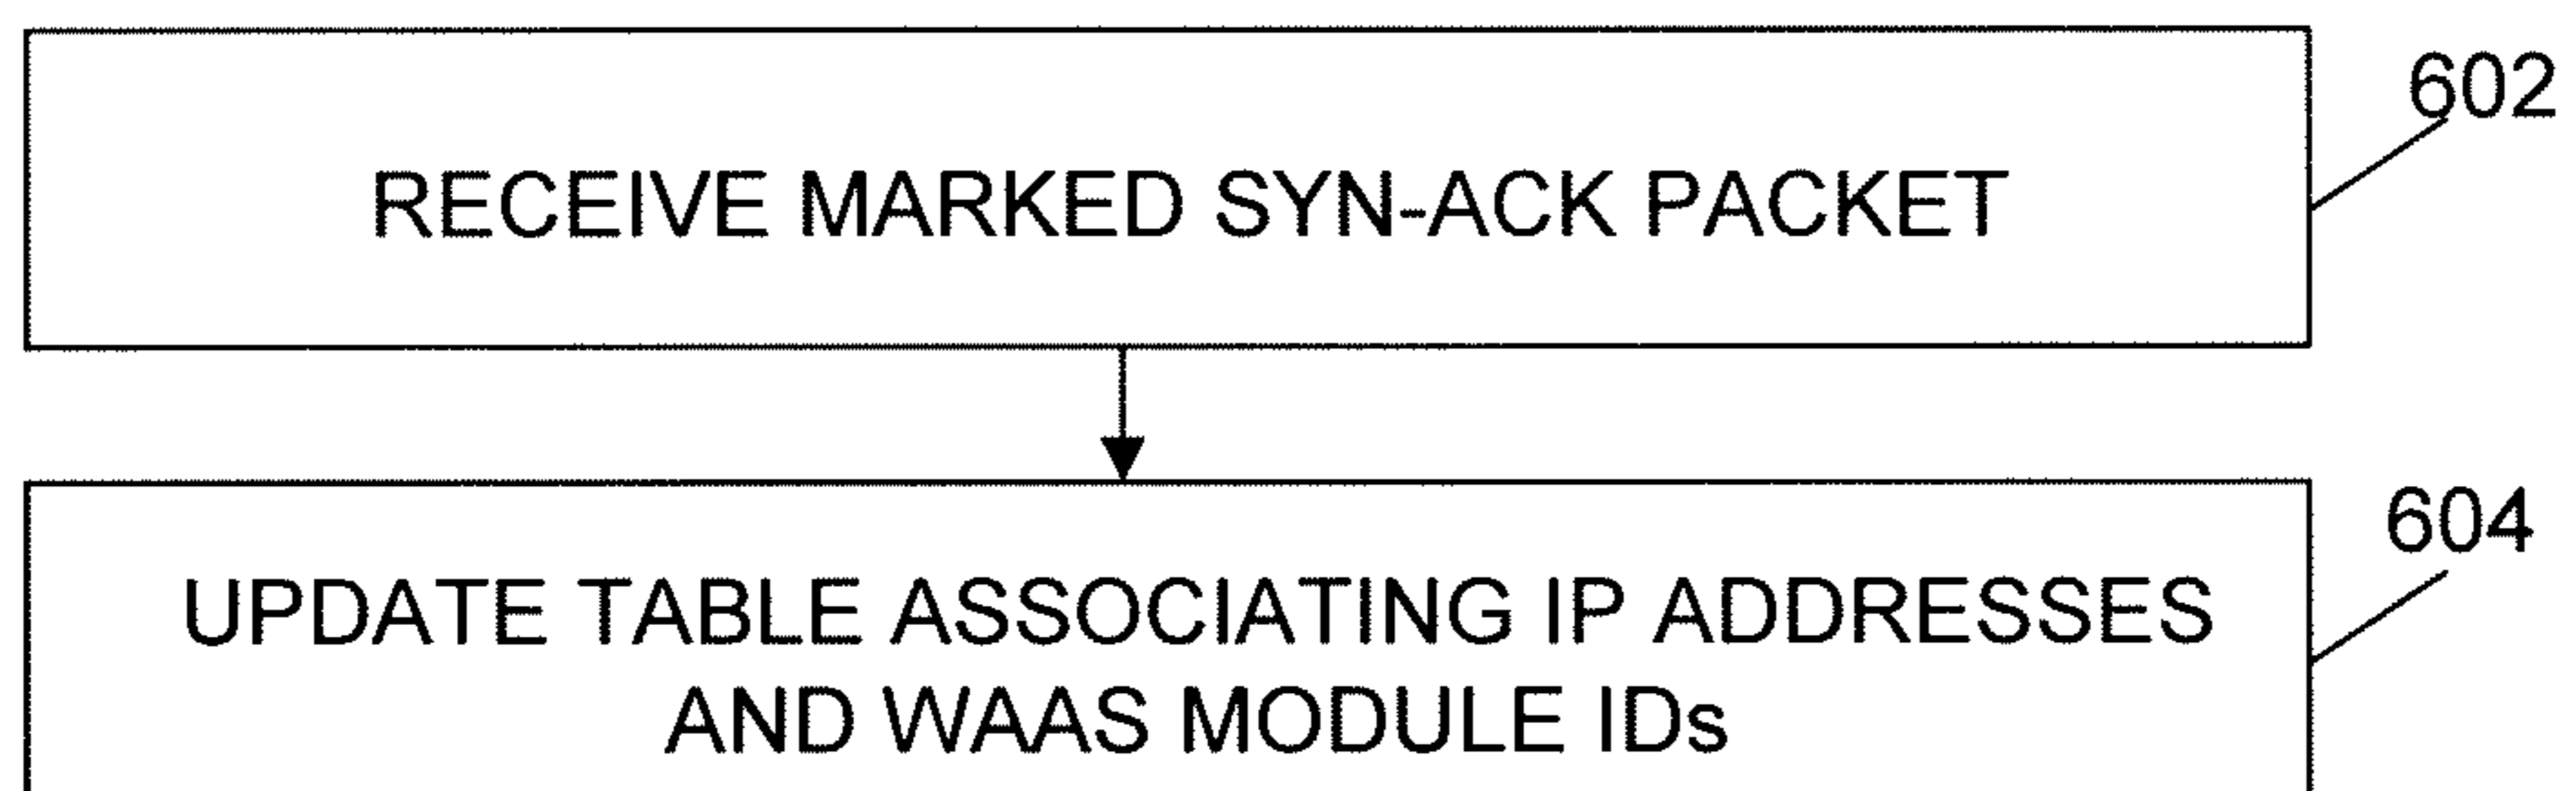 602
RECEIVE MARKED SYN-ACK PACKET
604
UPDATE TABLE ASSOCIATING IP ADDRESSES
AND WAAS MODULE IDs